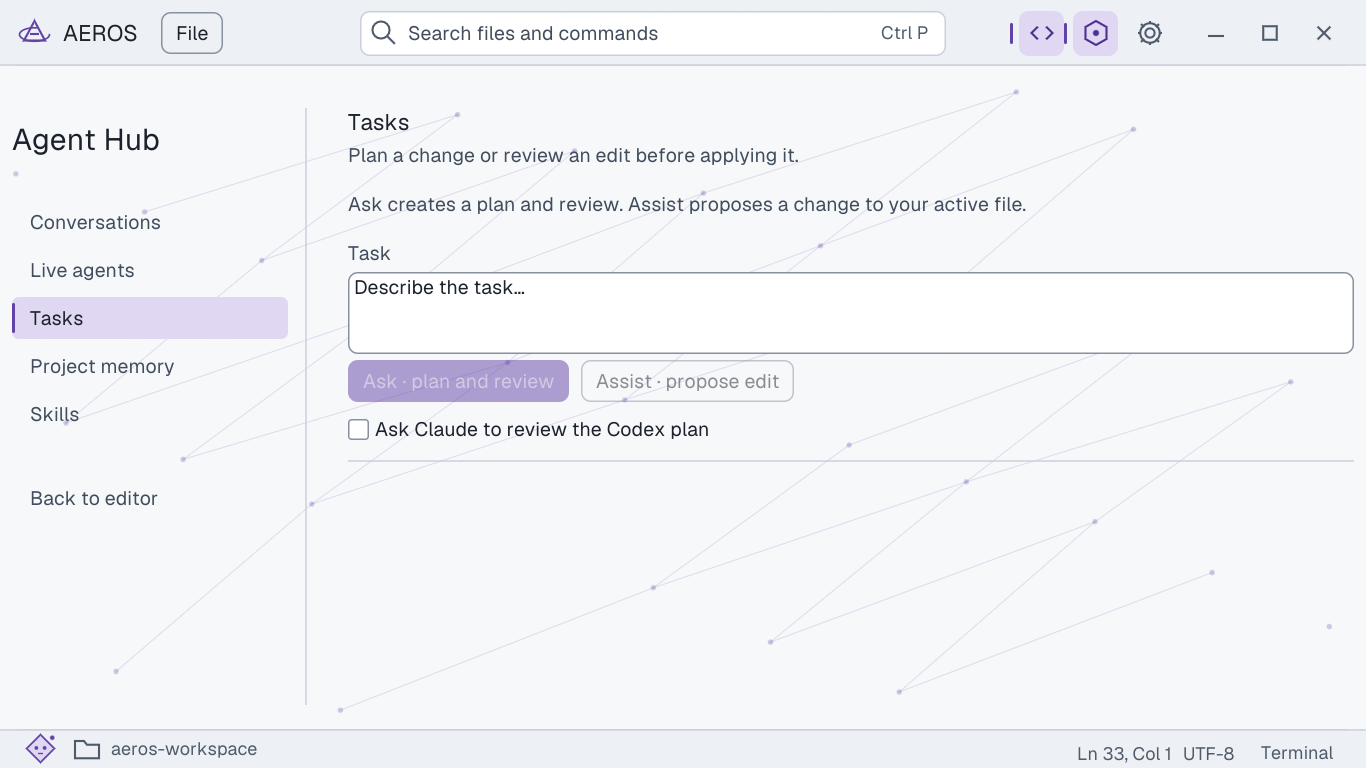 AEROS
File
Search files and commands
Ctrl P
Agent Hub
Conversations
Live agents
Tasks
Project memory
Skills
Back to editor
Tasks
Plan a change or review an edit before applying it.
Ask creates a plan and review. Assist proposes a change to your active file.
Task
Describe the task…
Ask · plan and review
Assist · propose edit
Ask Claude to review the Codex plan
aeros-workspace
Ln 33, Col 1
UTF-8
Terminal